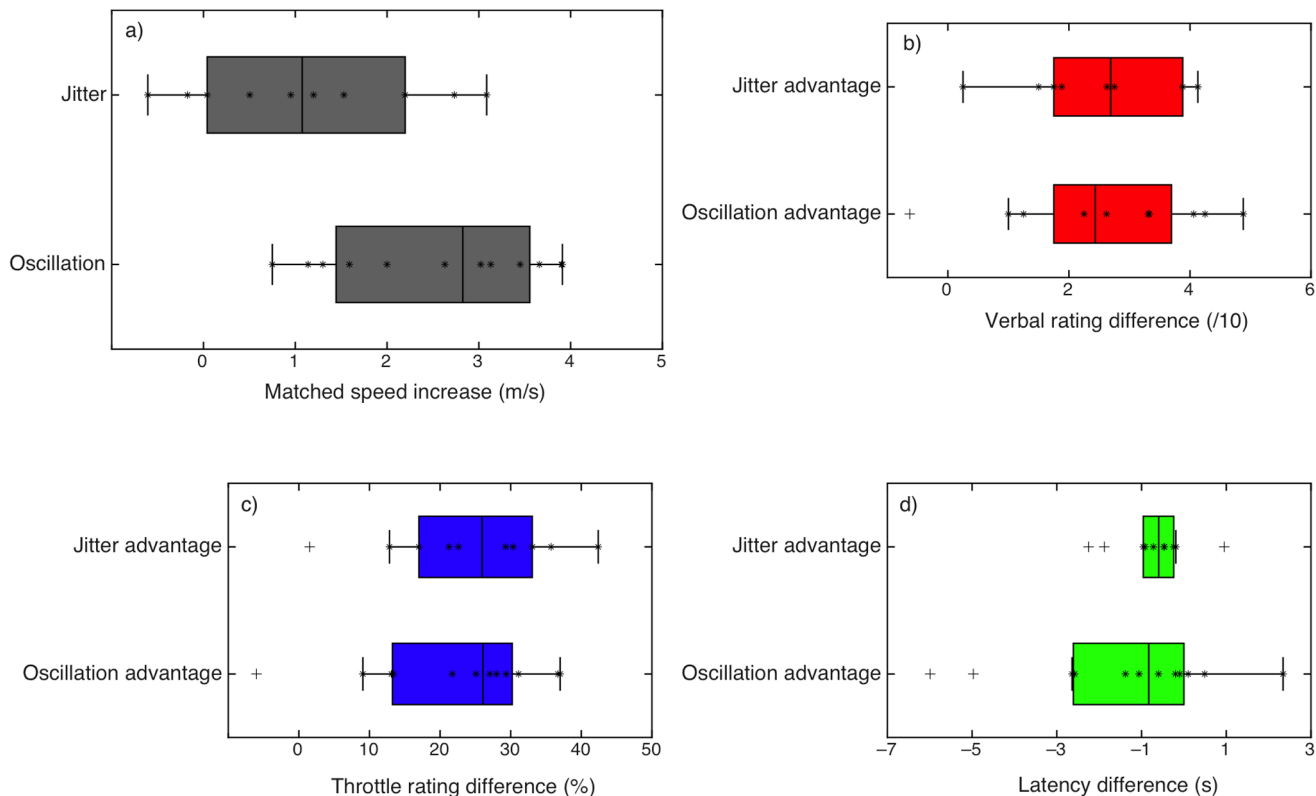 a)
Jitter
Oscillation
0 1 2 3 4 5
Matched speed increase (m/s)
b)
Jitter advantage
Oscillation advantage
0 2 4 6
Verbal rating difference (/10)
c)
Jitter advantage
Oscillation advantage
0 10 20 30 40 50
Throttle rating difference (%)
d)
Jitter advantage
Oscillation advantage
−7 −5 −3 −1 1 3
Latency difference (s)